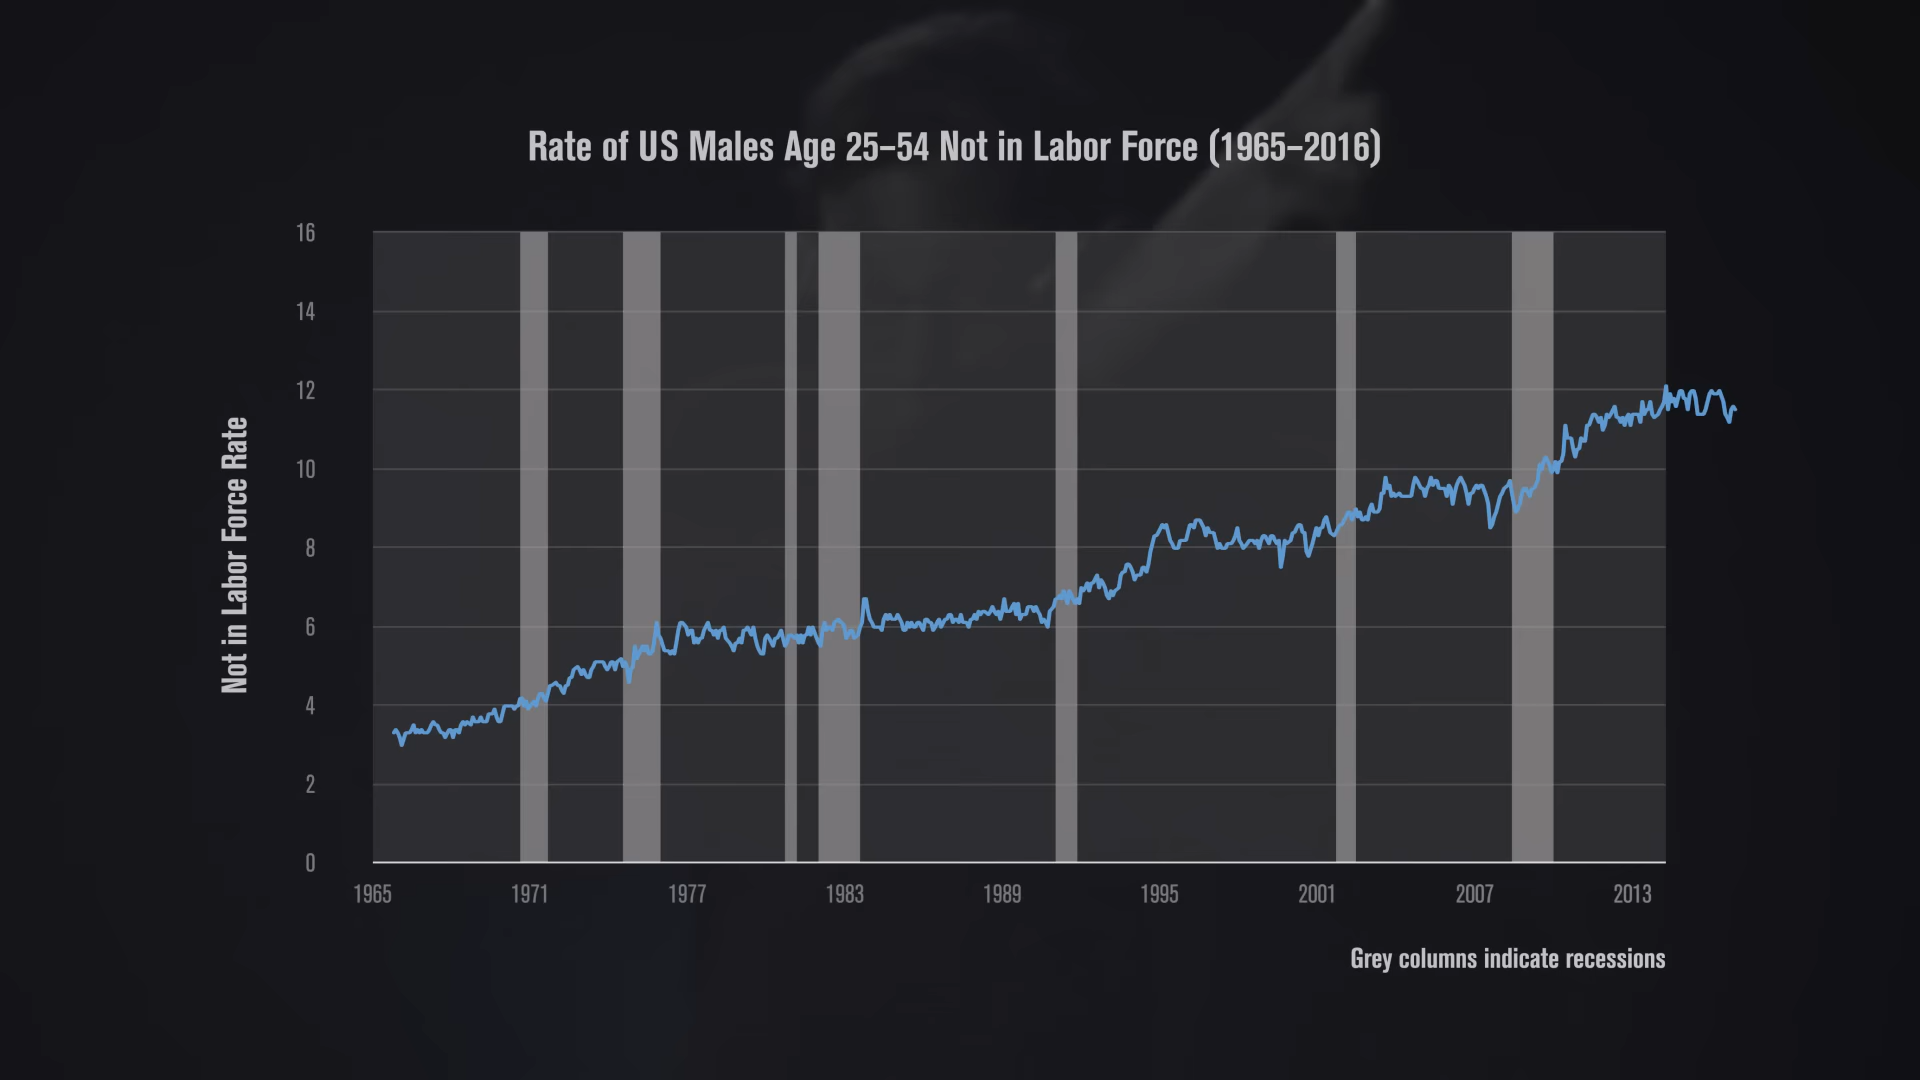 Rate of US Males Age 25–54 Not in Labor Force (1965–2016)
16
14
12
10
8
6
4
2
0
Not in Labor Force Rate
1965 1971 1977 1983 1989 1995 2001 2007 2013
Grey columns indicate recessions